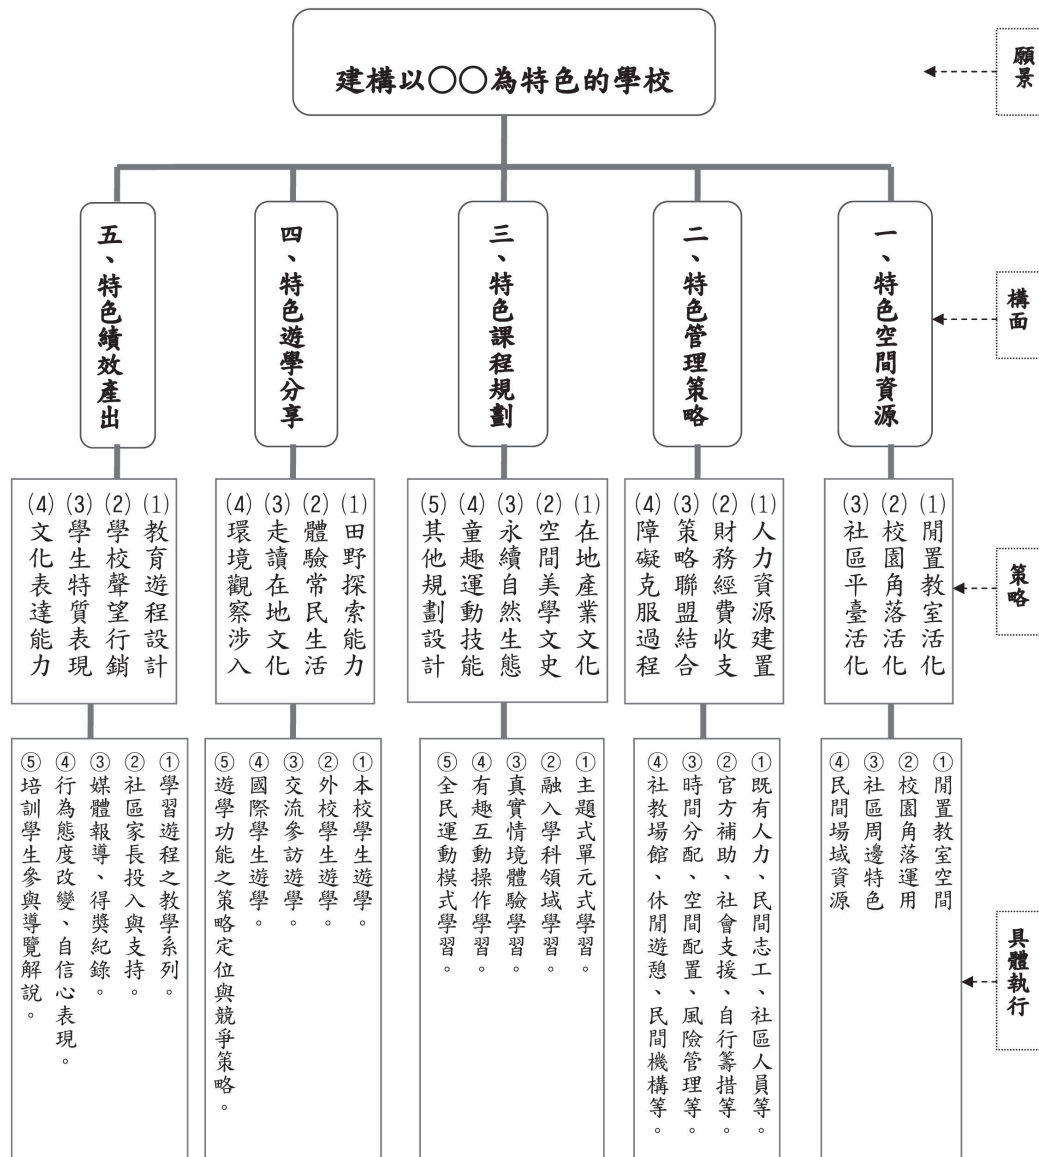 建構以○○為特色的學校
願景
一、特色空間資源
二、特色管理策略
三、特色課程規劃
四、特色遊學分享
五、特色績效產出
構面
(1)閒置教室活化
(2)校園角落活化
(3)社區平臺活化
(1)人力資源建置
(2)財務經費收支
(3)策略聯盟結合
(4)障礙克服過程
(1)在地產業文化
(2)空間美學文史
(3)永續自然生態
(4)童趣運動技能
(5)其他規劃設計
(1)田野探索能力
(2)體驗常民生活
(3)走讀在地文化
(4)環境觀察涉入
(1)教育遊程設計
(2)學校聲望行銷
(3)學生特質表現
(4)文化表達能力
策略
①閒置教室空間
②校園角落運用
③社區周邊特色
④民間場域資源
①既有人力、民間志工、社區人員等。
②官方補助、社會支援、自行籌措等。
③時間分配、空間配置、風險管理等。
④社教場館、休閒遊憩、民間機構等。
①主題式單元式學習。
②融入學科領域學習。
③真實情境體驗學習。
④有趣互動操作學習。
⑤全民運動模式學習。
①本校學生遊學。
②外校學生遊學。
③交流參訪遊學。
④國際學生遊學。
⑤遊學功能之策略定位與競爭策略。
①學習遊程之教學系列。
②社區家長投入與支持。
③媒體報導、得獎紀錄。
④行為態度改變、自信心表現。
⑤培訓學生參與導覽解說。
具體執行